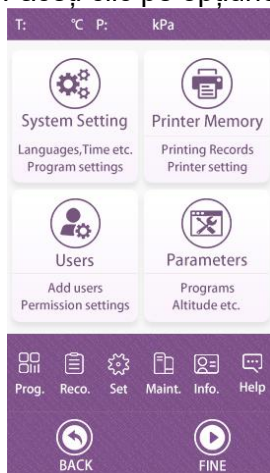 T: °C P: kPa
System Setting
Languages,Time etc.
Program settings
Printer Memory
Printing Records
Printer setting
Users
Add users
Permission settings
Parameters
Programs
Altitude etc.
Prog. Reco. Set Maint. Info. Help
BACK FINE